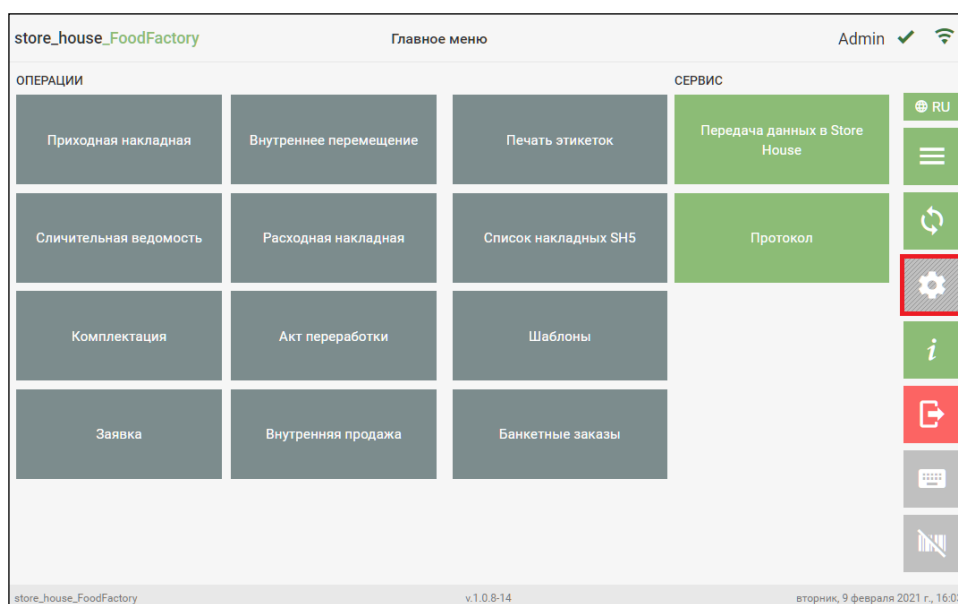 store_house_FoodFactory
Главное меню
Admin
ОПЕРАЦИИ
СЕРВИС
RU
Приходная накладная
Внутреннее перемещение
Печать этикеток
Передача данных в Store
House
Сличительная ведомость
Расходная накладная
Список накладных SH5
Протокол
Комплектация
Акт переработки
Шаблоны
i
Заявка
Внутренняя продажа
Банкетные заказы
store_house_FoodFactory
v.1.0.8-14
вторник, 9 февраля 2021 г., 16:03